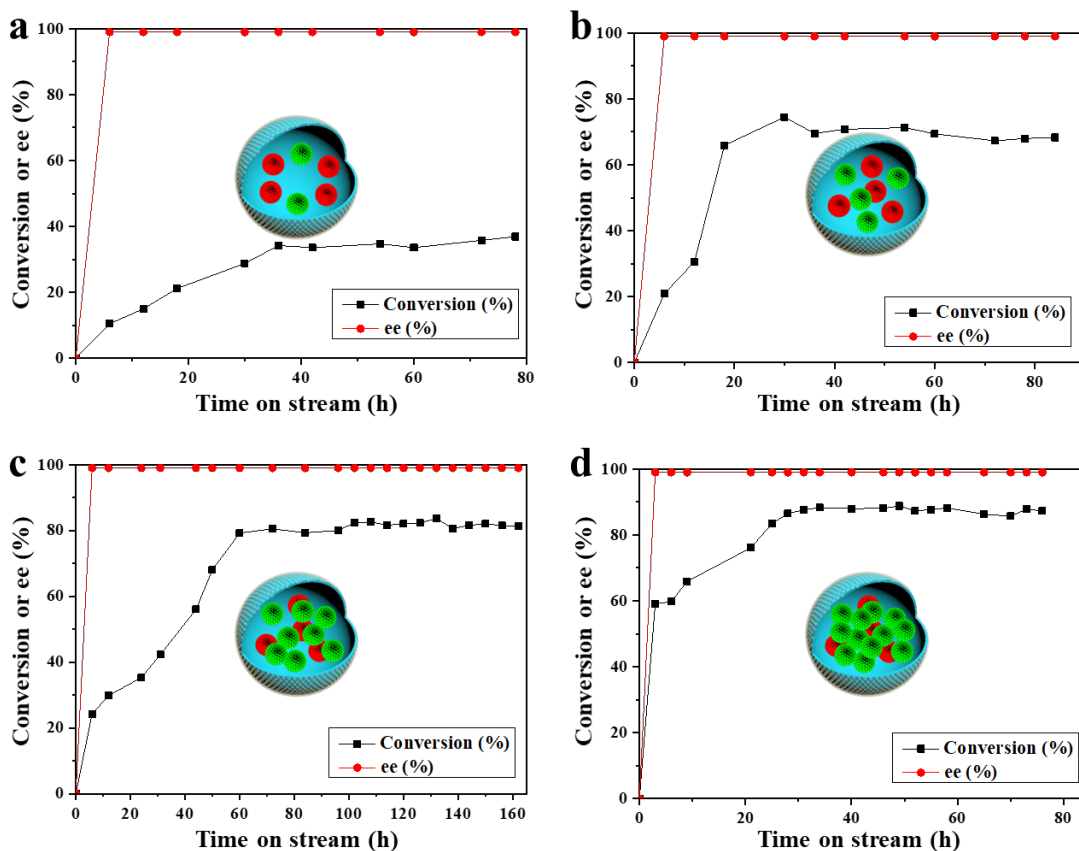 a
Conversion or ee (%)
100
80
60
40
20
0
Conversion (%)
ee (%)
0 20 40 60 80
Time on stream (h)
b
Conversion or ee (%)
100
80
60
40
20
0
Conversion (%)
ee (%)
0 20 40 60 80
Time on stream (h)
c
Conversion or ee (%)
100
80
60
40
20
0
Conversion (%)
ee (%)
0 20 40 60 80 100 120 140 160
Time on stream (h)
d
Conversion or ee (%)
100
80
60
40
20
0
Conversion (%)
ee (%)
0 20 40 60 80
Time on stream (h)